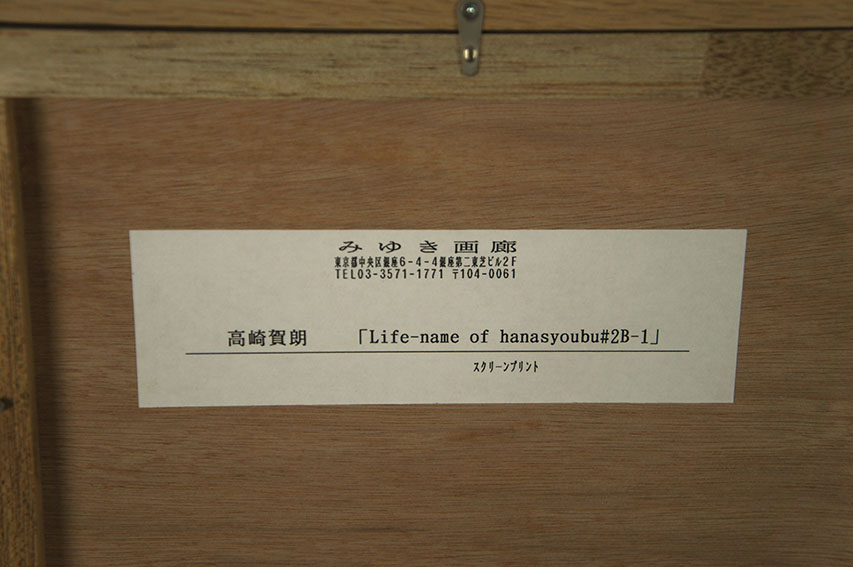 みゆき画廊
東京都中央区銀座6-4-4銀座第二東芝ビル2F
TEL03-3571-1771 〒104-0061
高崎賀朗 「Life-name of hanasyoubu#2B-1」
スクリーンプリント